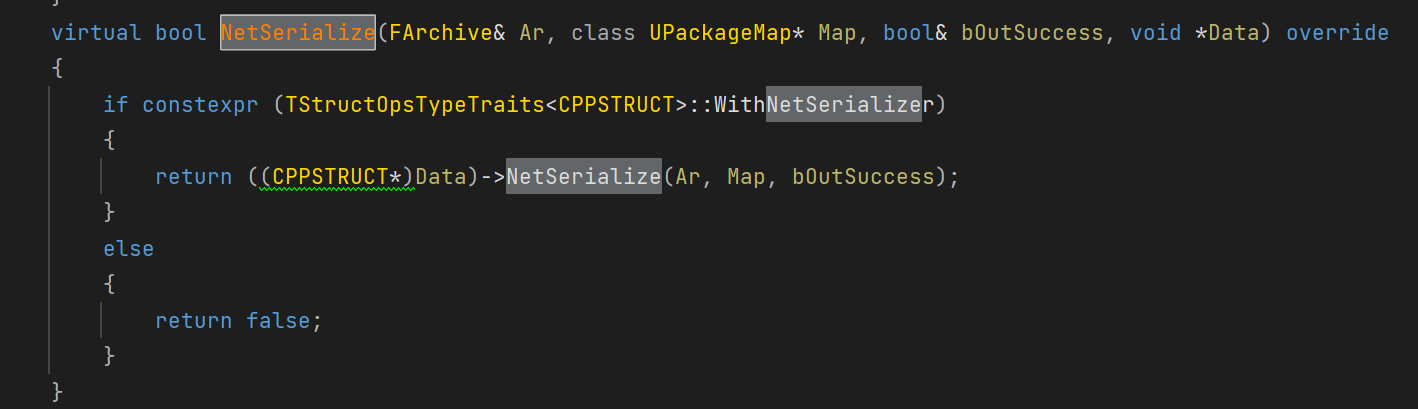 }
virtual bool NetSerialize(FArchive& Ar, class UPackageMap* Map, bool& bOutSuccess, void *Data) override
{
if constexpr (TStructOpsTypeTraits<CPPSTRUCT>::WithNetSerializer)
{
return ((CPPSTRUCT*)Data)->NetSerialize(Ar, Map, bOutSuccess);
}
else
{
return false;
}
}